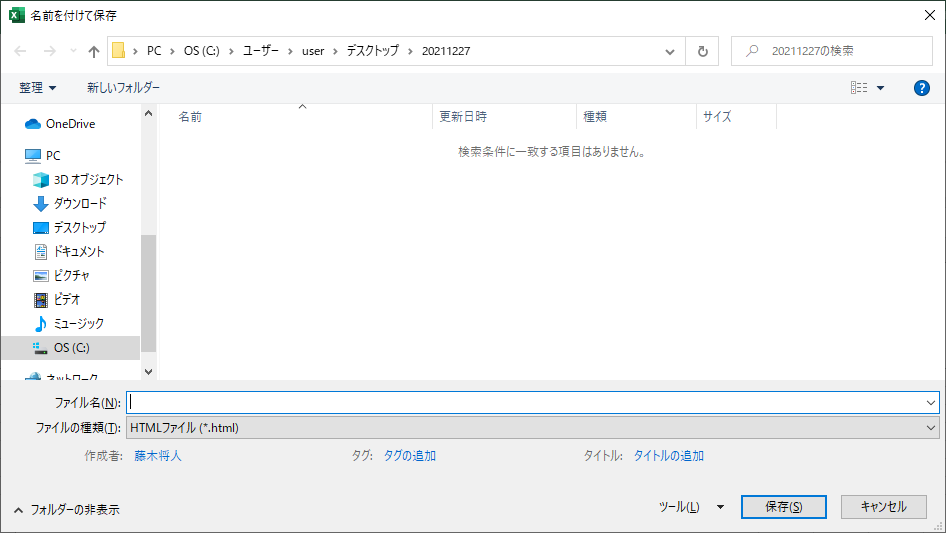 名前を付けて保存
PC › OS (C:) › ユーザー › user › デスクトップ › 20211227
20211227の検索
整理 新しいフォルダー
名前 更新日時 種類 サイズ
検索条件に一致する項目はありません。
OneDrive
PC
3D オブジェクト
ダウンロード
デスクトップ
ドキュメント
ピクチャ
ビデオ
ミュージック
OS (C:)
ネットワーク
ファイル名(N):
ファイルの種類(T): HTMLファイル (*.html)
作成者: 藤木将人 タグ: タグの追加 タイトル: タイトルの追加
フォルダーの非表示 ツール(L) 保存(S) キャンセル